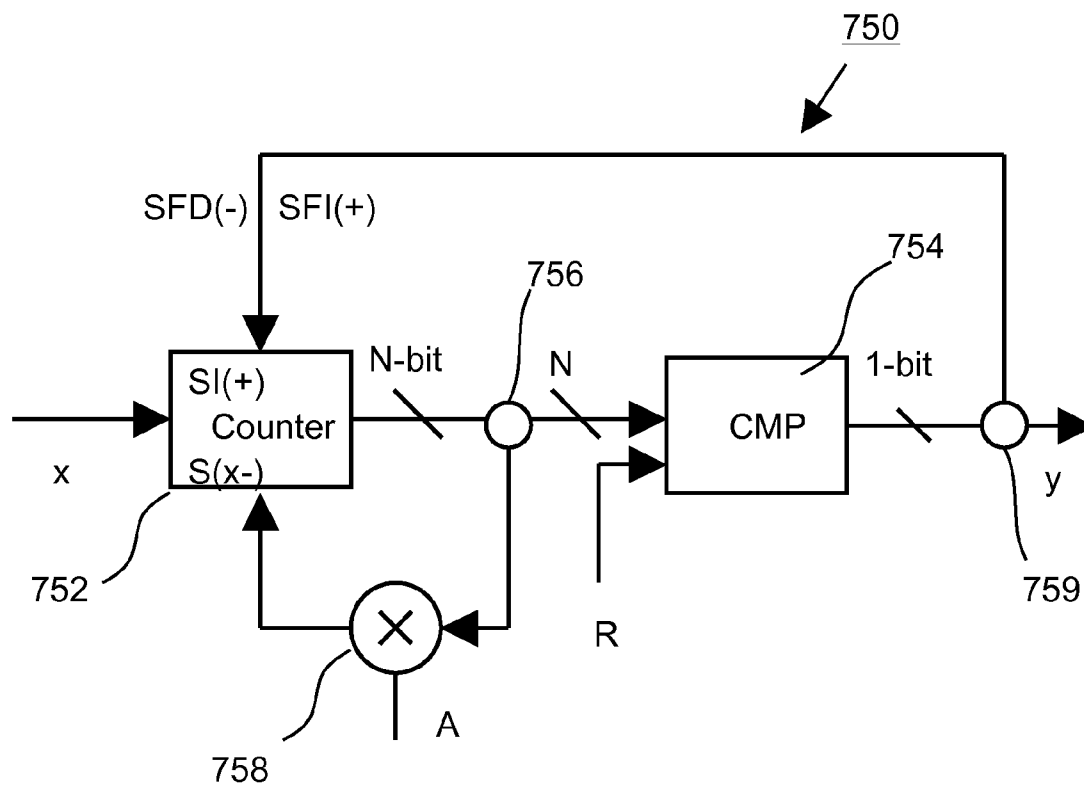 750
SFD(-) SFI(+)
754
756
SI(+)
N-bit
N
1-bit
Counter
CMP
x
S(x-)
y
752
R
759
A
758